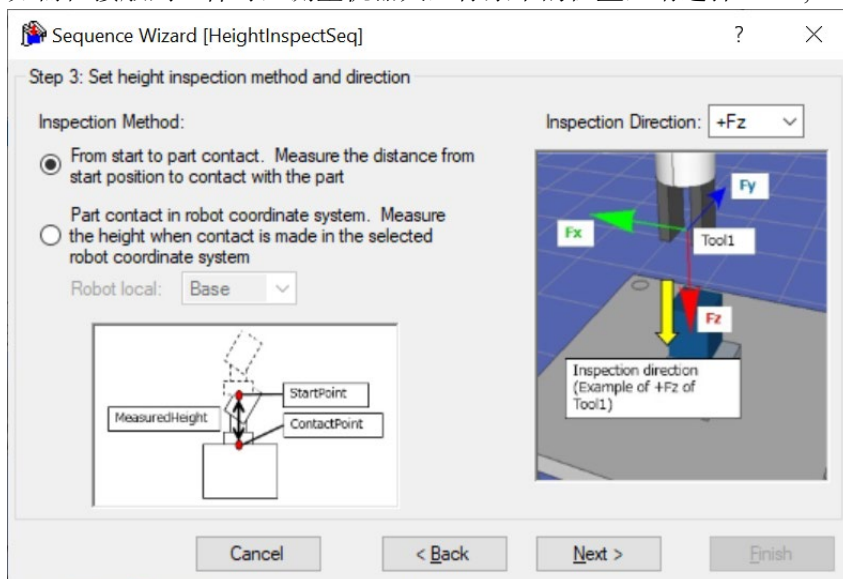 Sequence Wizard [HeightInspectSeq]
Step 3: Set height inspection method and direction
Inspection Method:
From start to part contact. Measure the distance from
start position to contact with the part
Part contact in robot coordinate system. Measure
the height when contact is made in the selected
robot coordinate system
Robot local: Base
StartPoint
MeasuredHeight
ContactPoint
Inspection Direction: +Fz
Fy
Fx
Tool1
Fz
Inspection direction
(Example of +Fz of
Tool1)
Cancel
< Back
Next >
Finish